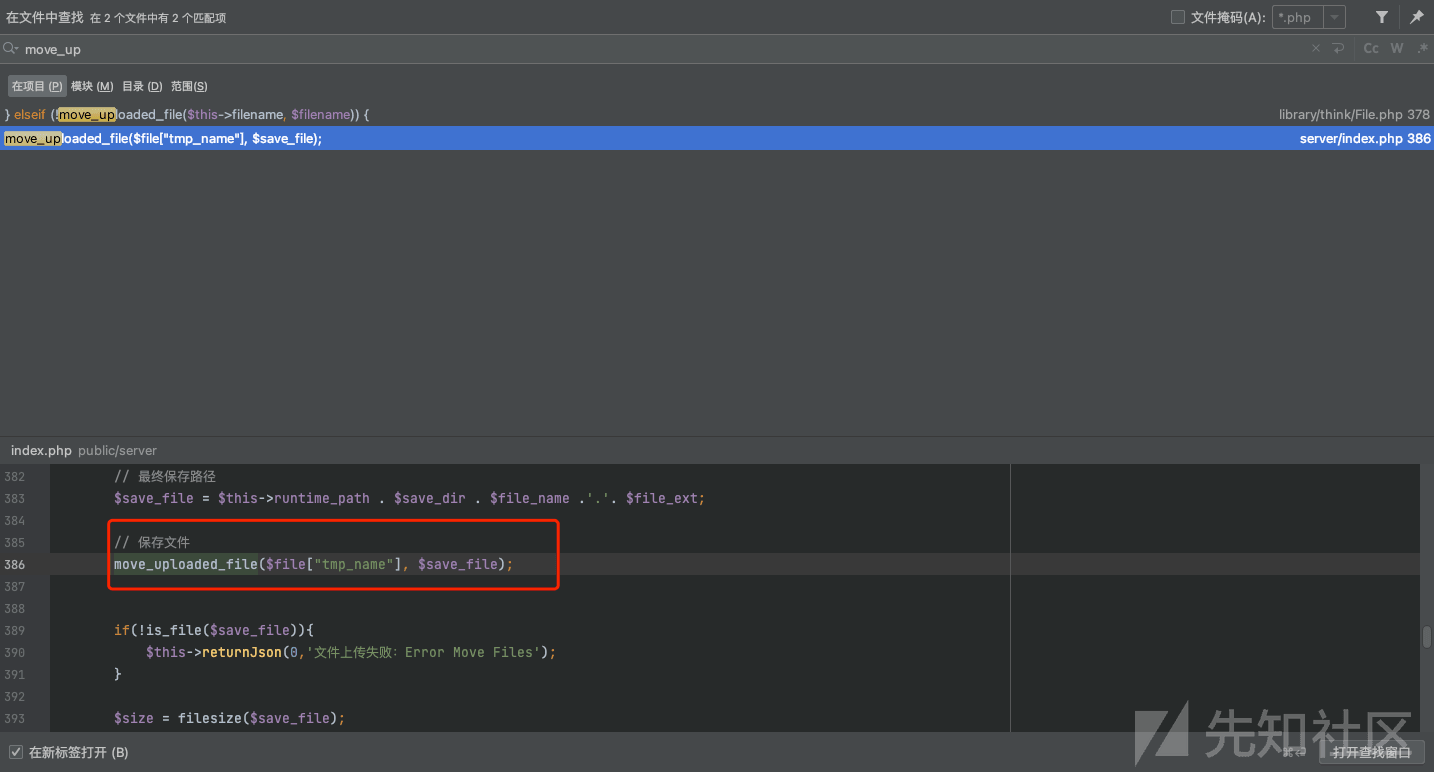 在文件中查找 在 2 个文件中有 2 个匹配项 文件掩码(A): *.php
move_up Cc W .*
在项目 (P) 模块 (M) 目录 (D) 范围(S)
} elseif (!move_uploaded_file($this->filename, $filename)) { library/think/File.php 378
move_uploaded_file($file["tmp_name"], $save_file); server/index.php 386
index.php public/server
382 // 最终保存路径
383 $save_file = $this->runtime_path . $save_dir . $file_name .'.'. $file_ext;
384
385 // 保存文件
386 move_uploaded_file($file["tmp_name"], $save_file);
387
388
389 if(!is_file($save_file)){
390 $this->returnJson(0,'文件上传失败: Error Move Files');
391 }
392
393 $size = filesize($save_file);
先知社区
在新标签打开 (B) 打开查找窗口